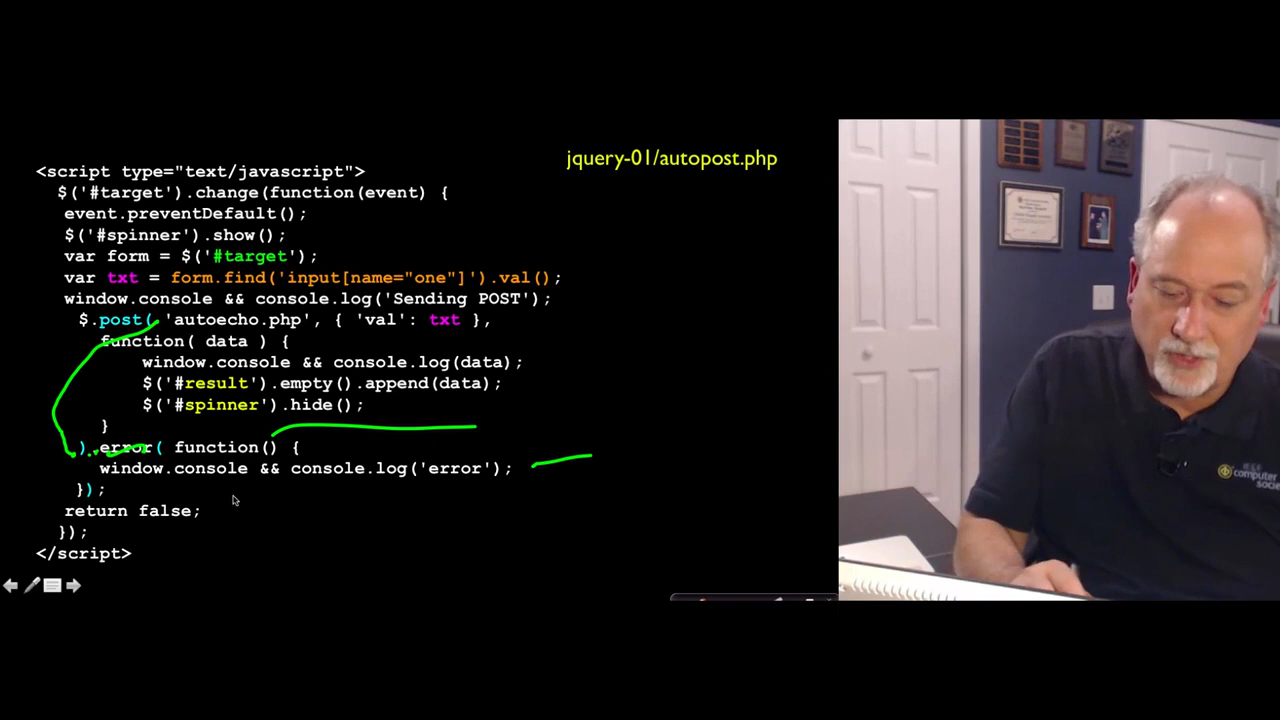 jquery-01/autopost.php
<script type="text/javascript">
$('#target').change(function(event) {
event.preventDefault();
$('#spinner').show();
var form = $('#target');
var txt = form.find('input[name="one"]').val();
window.console && console.log('Sending POST');
$.post( 'autoecho.php', { 'val': txt },
function( data ) {
window.console && console.log(data);
$('#result').empty().append(data);
$('#spinner').hide();
}
).error( function() {
window.console && console.log('error');
});
return false;
});
</script>
computer